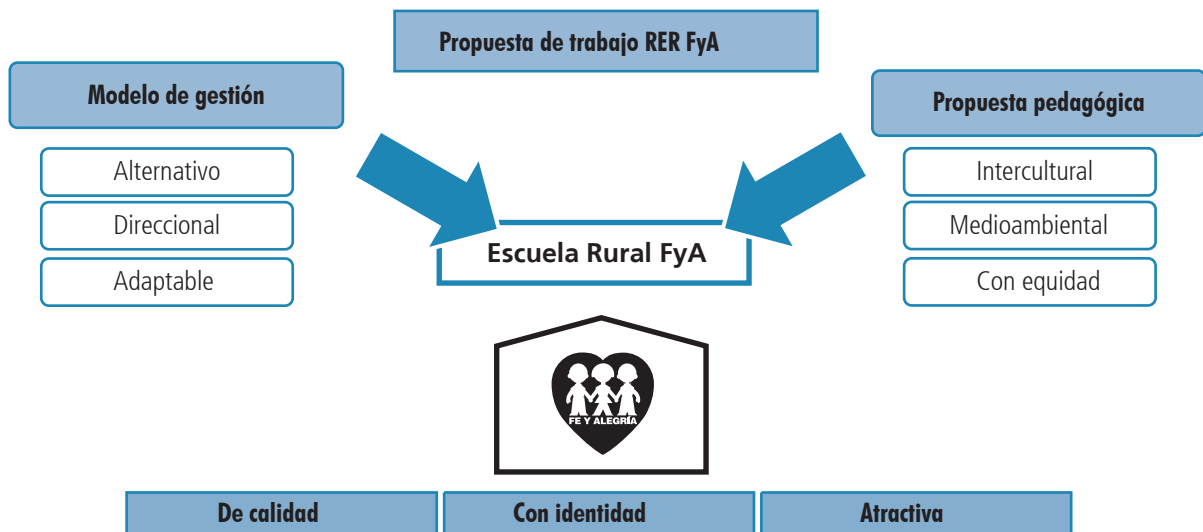 Propuesta de trabajo RER FyA
Modelo de gestión
Alternativo
Direccional
Adaptable
Propuesta pedagógica
Intercultural
Medioambiental
Con equidad
Escuela Rural FyA
FE Y ALEGRÍA
De calidad
Con identidad
Atractiva